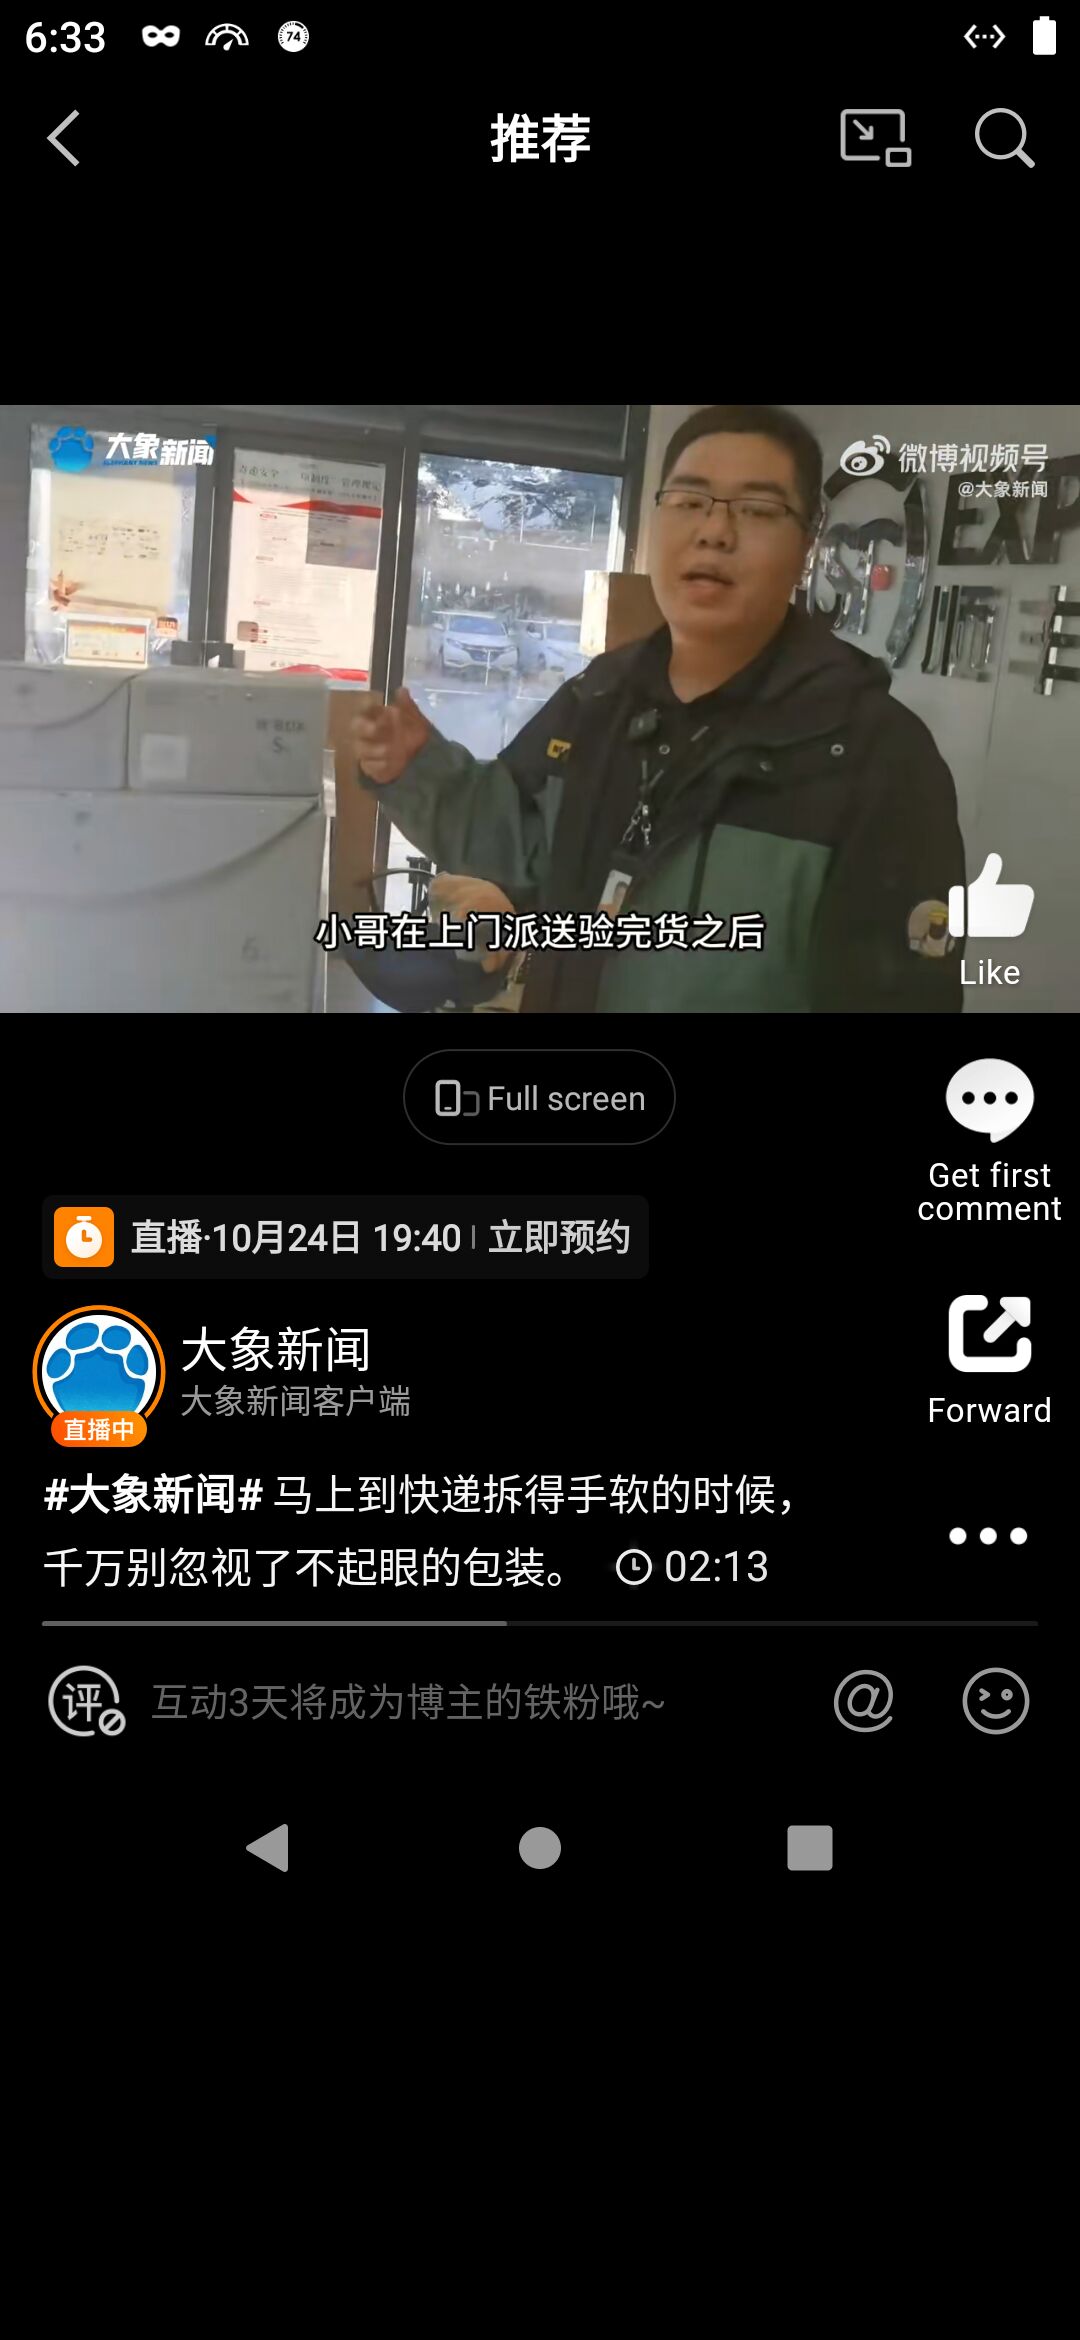 6:33
74
推荐
大象新闻
ELEPHANT NEWS
微博视频号
@大象新闻
EXP
S
小哥在上门派送验完货之后
Like
Full screen
Get first
comment
直播·10月24日 19:40 | 立即预约
大象新闻
大象新闻客户端
直播中
Forward
#大象新闻# 马上到快递拆得手软的时候，
千万别忽视了不起眼的包装。 02:13
评 互动3天将成为博主的铁粉哦~ @